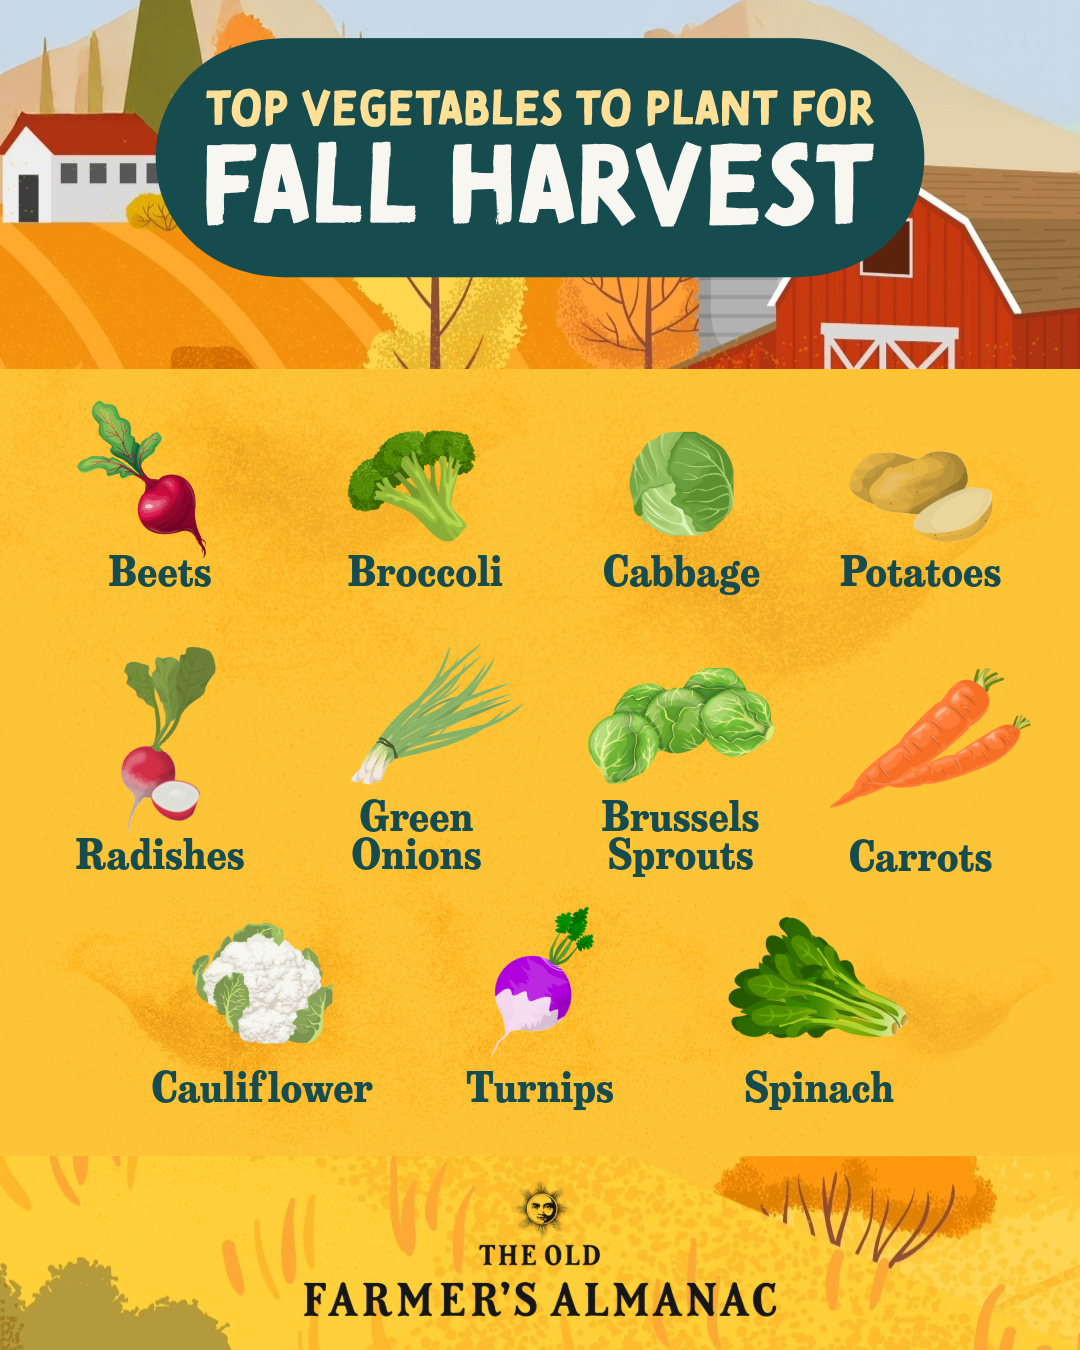 TOP VEGETABLES TO PLANT FOR
FALL HARVEST
Beets
Broccoli
Cabbage
Potatoes
Radishes
Green
Onions
Brussels
Sprouts
Carrots
Cauliflower
Turnips
Spinach
THE OLD
FARMER'S ALMANAC